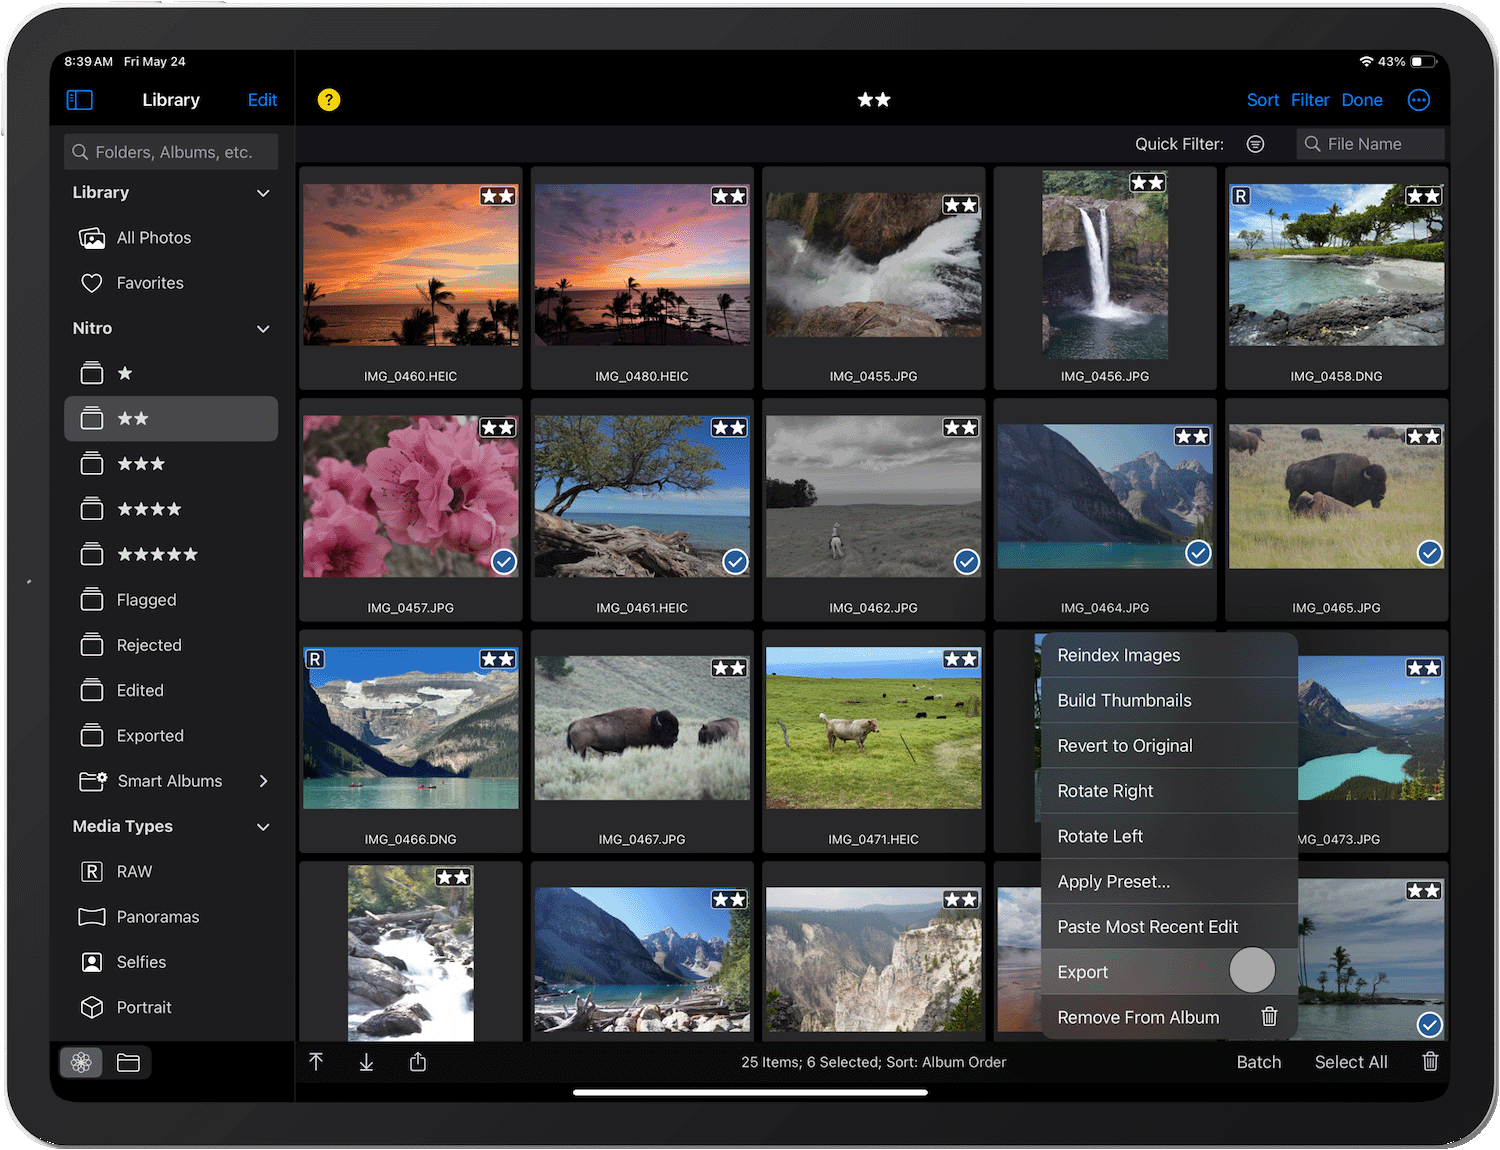 8:39 AM Fri May 24
43%
Library
Edit
?
★★
Sort Filter Done
Folders, Albums, etc.
Quick Filter:
File Name
Library
All Photos
Favorites
Nitro
★
★★
★★★
★★★★
★★★★★
Flagged
Rejected
Edited
Exported
Smart Albums
Media Types
R RAW
Panoramas
Selfies
Portrait
★★ ★★ ★★ ★★ R ★★
IMG_0460.HEIC IMG_0480.HEIC IMG_0455.JPG IMG_0456.JPG IMG_0458.DNG
★★ ★★ ★★ ★★ ★★
IMG_0457.JPG IMG_0461.HEIC IMG_0462.JPG IMG_0464.JPG IMG_0465.JPG
R ★★ ★★ ★★ ★★
IMG_0466.DNG IMG_0467.JPG IMG_0471.HEIC MG_0473.JPG
★★ ★★ ★★ ★★
Reindex Images
Build Thumbnails
Revert to Original
Rotate Right
Rotate Left
Apply Preset...
Paste Most Recent Edit
Export
Remove From Album
25 Items; 6 Selected; Sort: Album Order
Batch
Select All